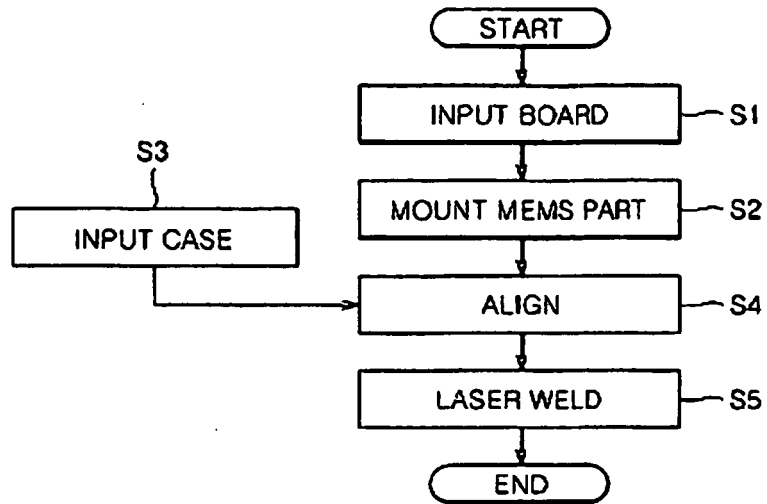 START
INPUT BOARD
S1
S3
MOUNT MEMS PART
S2
INPUT CASE
ALIGN
S4
LASER WELD
S5
END